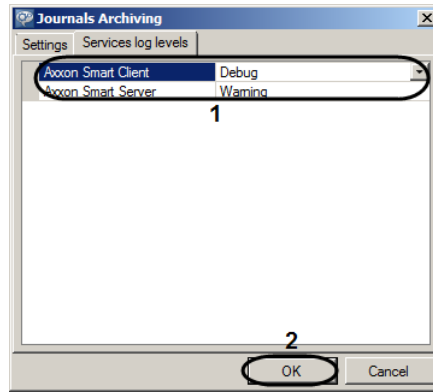 Journals Archiving
Settings Services log levels
Axxon Smart Client Debug
Axxon Smart Server Warning
1
2
OK Cancel